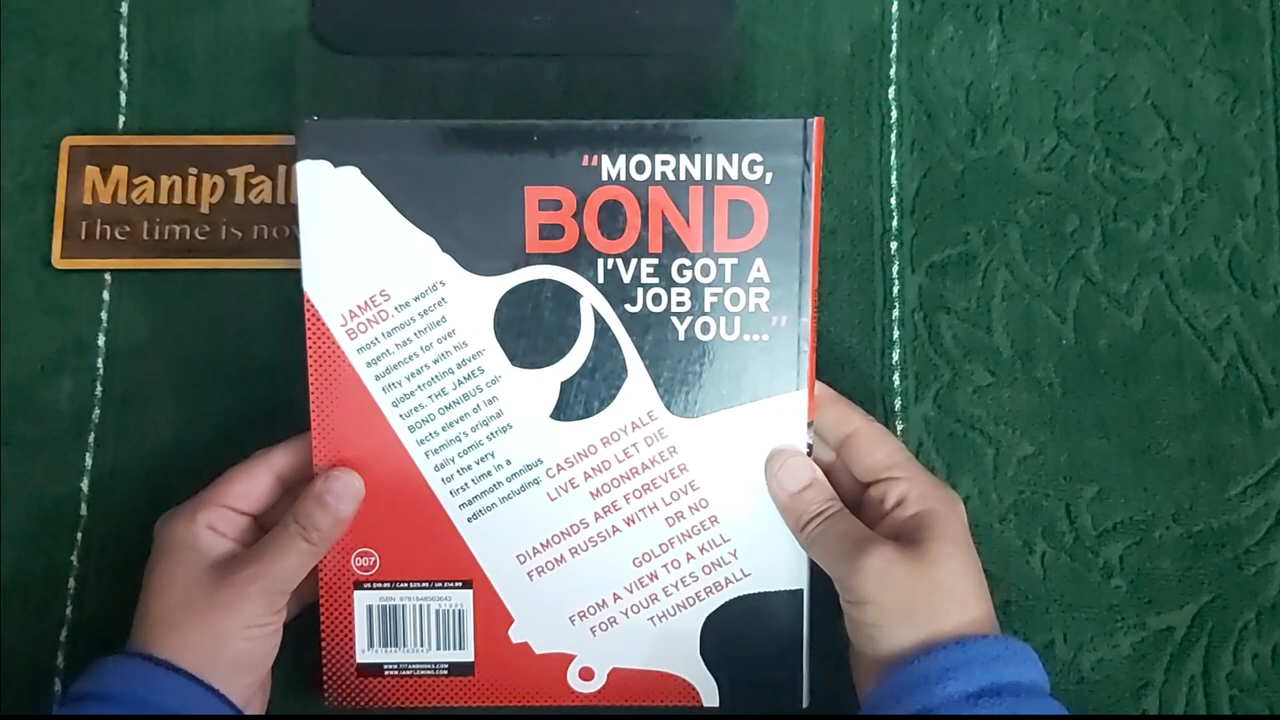 ManipTal
The time is no
"MORNING,
BOND
I'VE GOT A
JOB FOR
YOU..."
JAMES
BOND, the world's
most famous secret
agent, has thrilled
audiences for over
fifty years with his
globe-trotting adven-
tures. THE JAMES
BOND OMNIBUS col-
lects eleven of Ian
Fleming's original
daily comic strips
for the very
first time in a
mammoth omnibus
edition including:
CASINO ROYALE
LIVE AND LET DIE
MOONRAKER
DIAMONDS ARE FOREVER
FROM RUSSIA WITH LOVE
DR NO
GOLDFINGER
FROM A VIEW TO A KILL
FOR YOUR EYES ONLY
THUNDERBALL
007
US $19.95 / CAN $25.95 / UK £14.99
ISBN 9781848563643
51995
9 781848 563643
WWW.TITANBOOKS.COM
WWW.IANFLEMING.COM